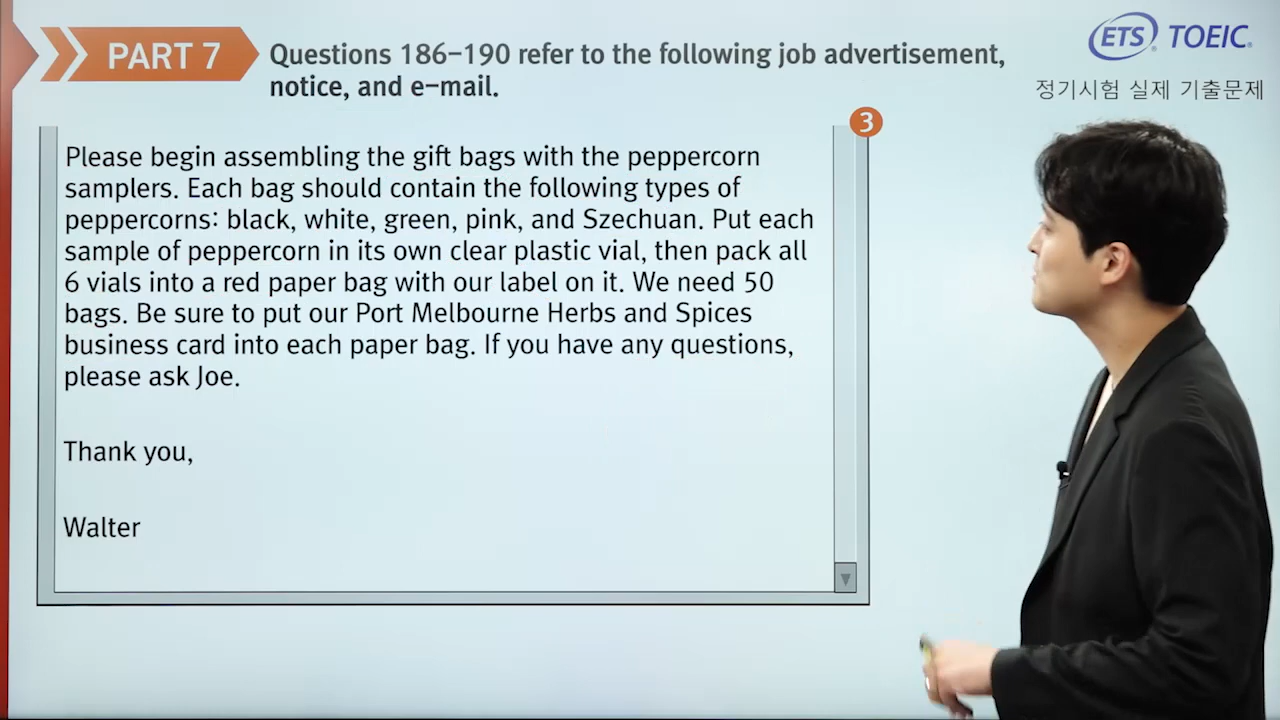 PART 7
Questions 186-190 refer to the following job advertisement,
notice, and e-mail.
ETS TOEIC
정기시험 실제 기출문제
3
Please begin assembling the gift bags with the peppercorn
samplers. Each bag should contain the following types of
peppercorns: black, white, green, pink, and Szechuan. Put each
sample of peppercorn in its own clear plastic vial, then pack all
6 vials into a red paper bag with our label on it. We need 50
bags. Be sure to put our Port Melbourne Herbs and Spices
business card into each paper bag. If you have any questions,
please ask Joe.
Thank you,
Walter